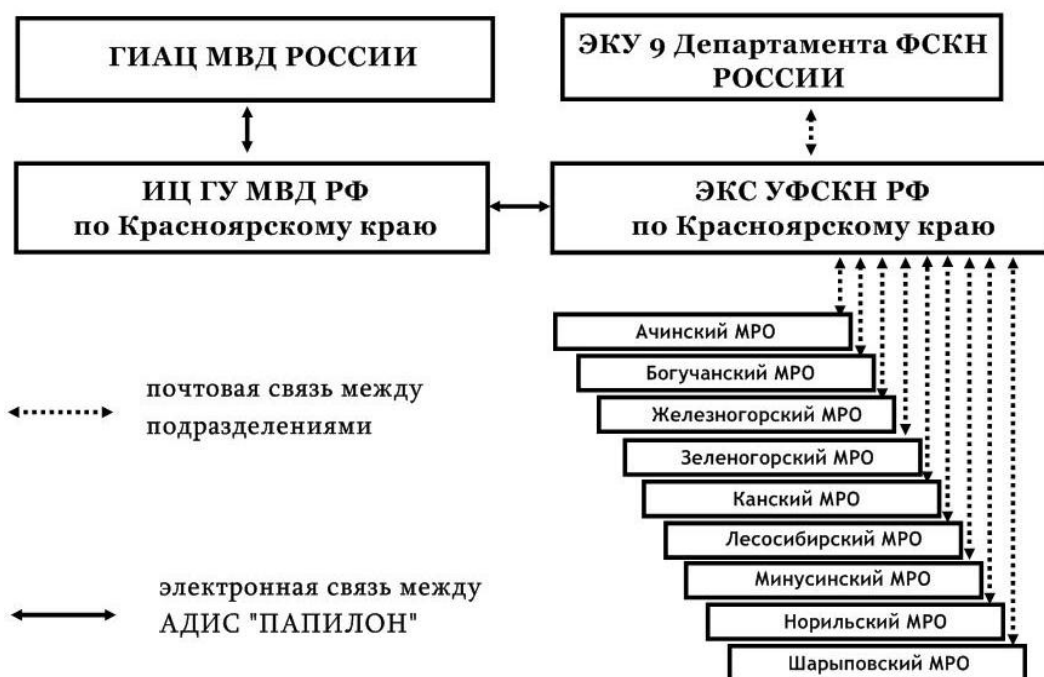 ГИАЦ МВД РОССИИ
ЭКУ 9 Департамента ФСКН
РОССИИ
ИЦ ГУ МВД РФ
по Красноярскому краю
ЭКС УФСКН РФ
по Красноярскому краю
Ачинский МРО
Богучанский МРО
Железногорский МРО
Зеленогорский МРО
Канский МРО
Лесосибирский МРО
Минусинский МРО
Норильский МРО
Шарыповский МРО
почтовая связь между
подразделениями
электронная связь между
АДИС "ПАПИЛОН"